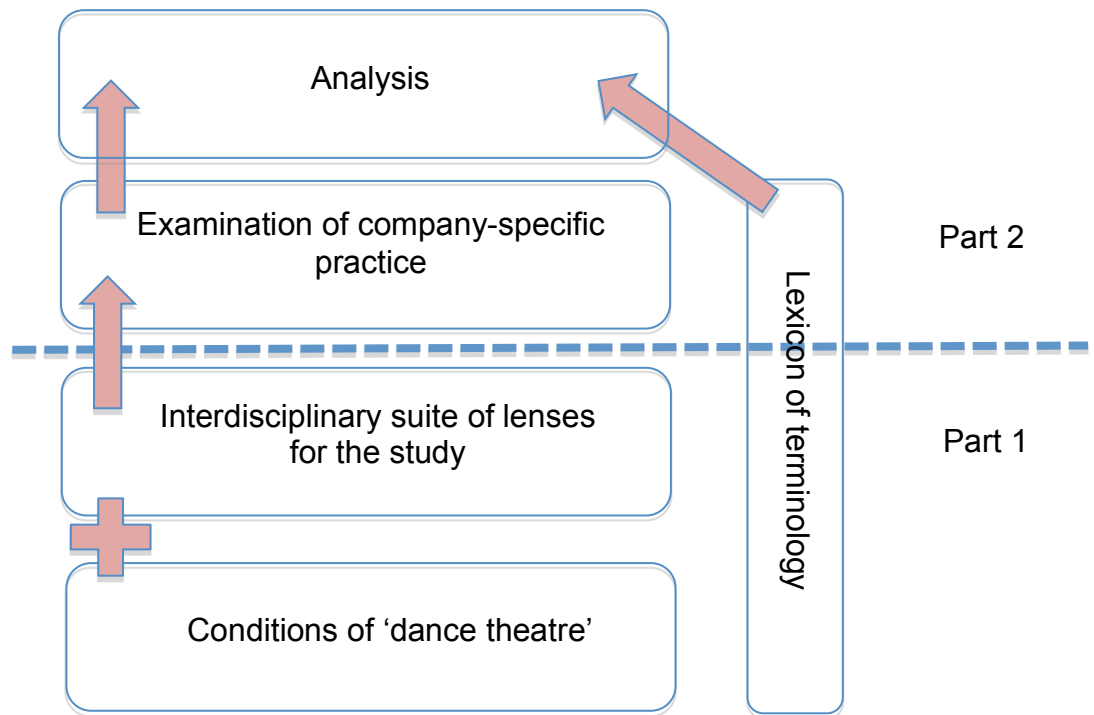 Analysis
Examination of company-specific
practice
Part 2
Lexicon of terminology
Interdisciplinary suite of lenses
for the study
Part 1
Conditions of ‘dance theatre’